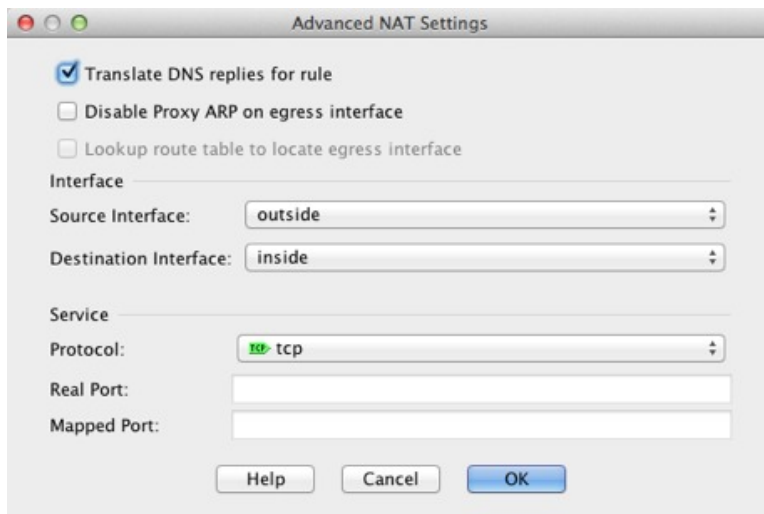 Advanced NAT Settings
Translate DNS replies for rule
Disable Proxy ARP on egress interface
Lookup route table to locate egress interface
Interface
Source Interface: outside
Destination Interface: inside
Service
Protocol: TCP tcp
Real Port:
Mapped Port:
Help Cancel OK